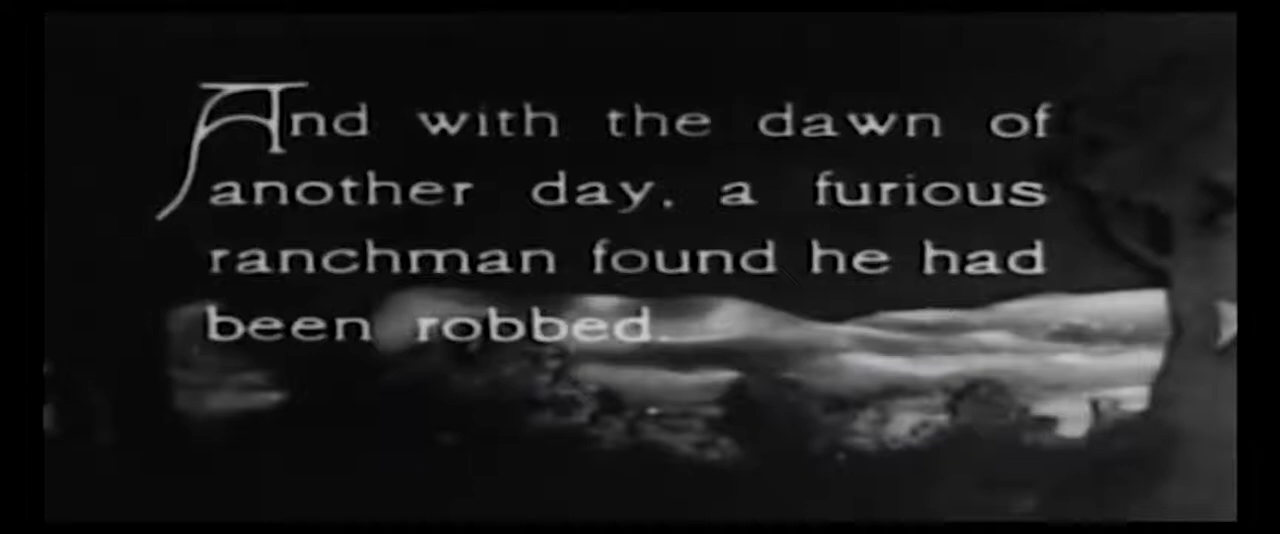 And with the dawn of
another day, a furious
ranchman found he had
been robbed.